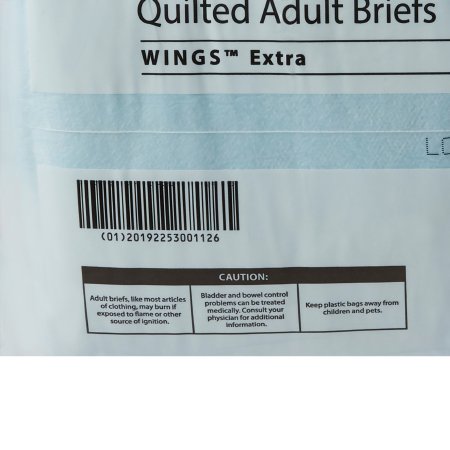 Quilted Adult Briefs
WINGS™ Extra
(01)20192253001126
CAUTION:
Adult briefs, like most articles
of clothing, may burn if
exposed to flame or other
source of ignition.
Bladder and bowel control
problems can be treated
medically. Consult your
physician for additional
information.
Keep plastic bags away from
children and pets.